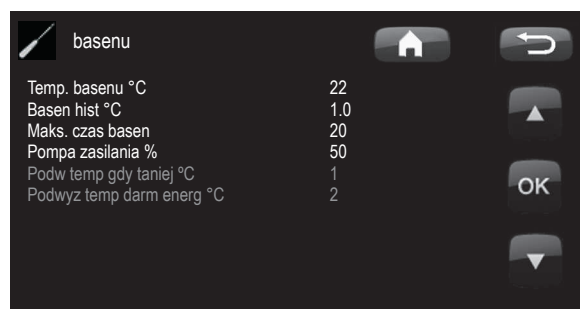 basenu
Temp. basenu °C 22
Basen hist °C 1.0
Maks. czas basen 20
Pompa zasilania % 50
Podw temp gdy taniej ºC 1
Podwyz temp darm energ °C 2
OK